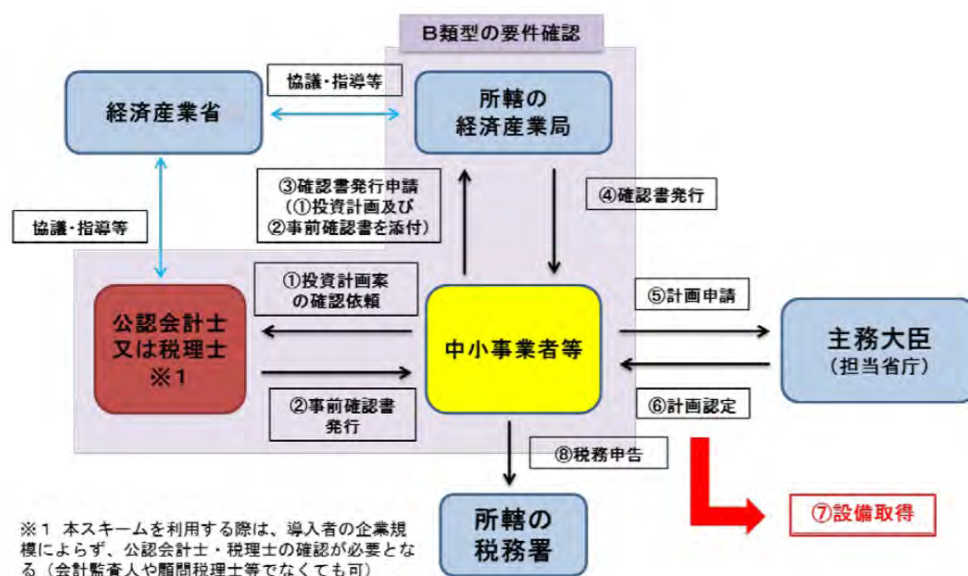 B類型の要件確認
協議・指導等
経済産業省
所轄の
経済産業局
③確認書発行申請
(①投資計画及び
②事前確認書を添付)
④確認書発行
協議・指導等
①投資計画案
の確認依頼
⑤計画申請
公認会計士
又は税理士
※1
中小事業者等
主務大臣
(担当省庁)
②事前確認書
発行
⑥計画認定
⑧税務申告
⑦設備取得
所轄の
税務署
※1 本スキームを利用する際は、導入者の企業規
模によらず、公認会計士・税理士の確認が必要とな
る(会計監査人や顧問税理士等でなくても可)